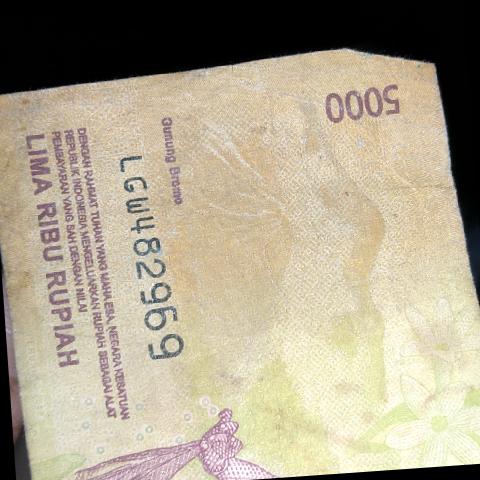 5000
Gunung Bromo
LGW482969
DENGAN RAHMAT TUHAN YANG MAHA ESA, NEGARA KESATUAN
REPUBLIK INDONESIA MENGELUARKAN RUPIAH SEBAGAI ALAT
PEMBAYARAN YANG SAH DENGAN NILAI
LIMA RIBU RUPIAH